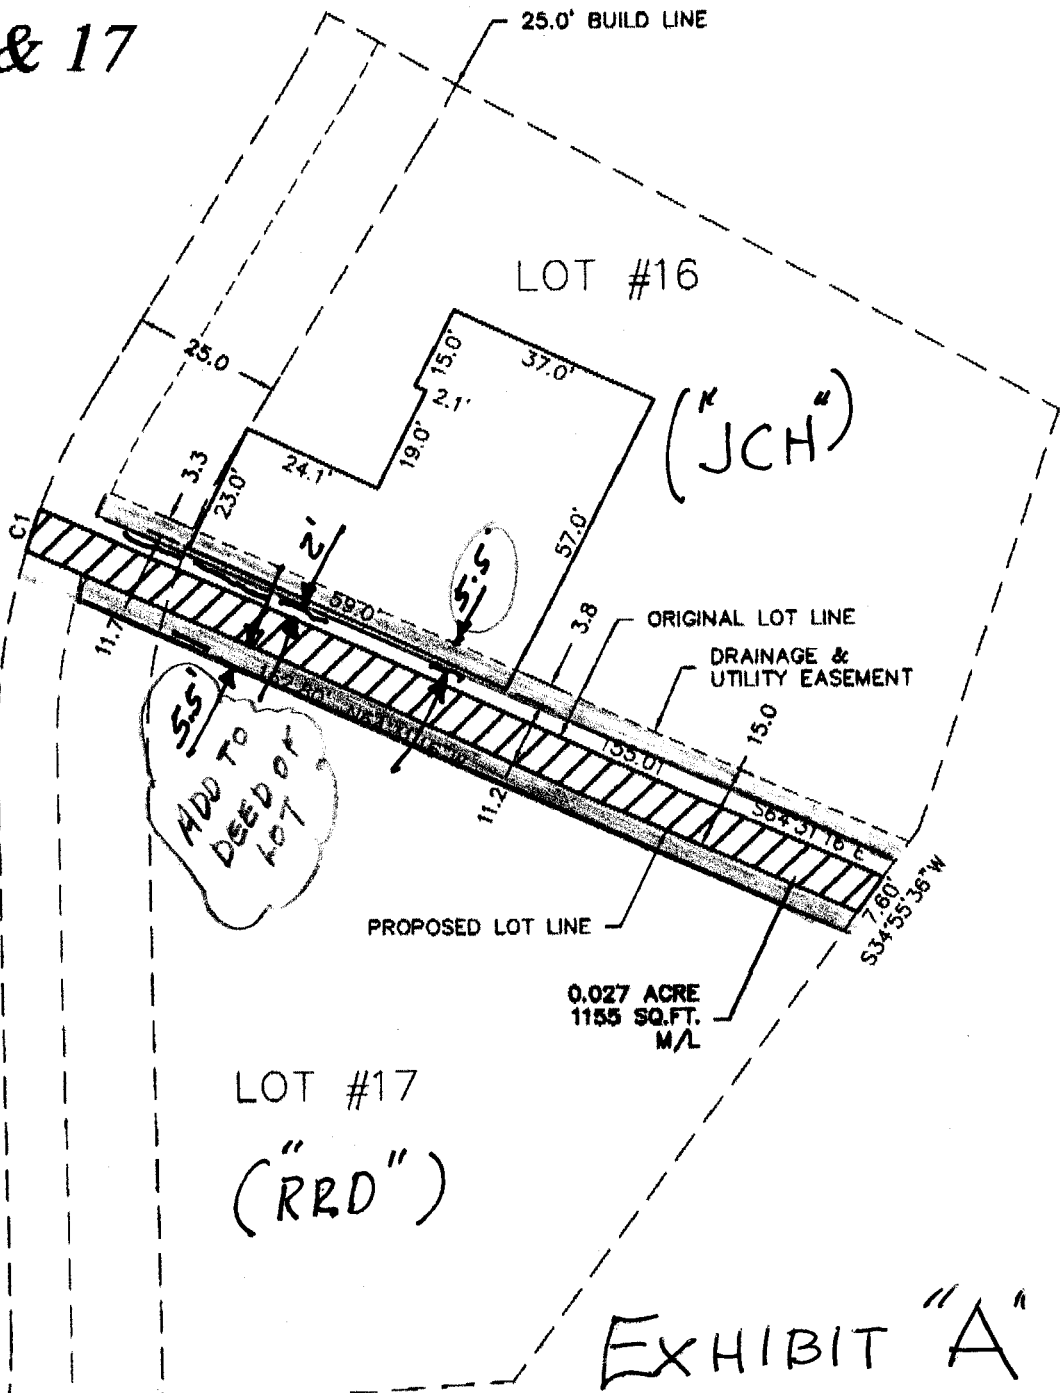 & 17
25.0' BUILD LINE
LOT #16
15.0'
37.0'
25.0
2.1'
("JCH")
19.0'
24.1'
3.3
23.0'
C1
2'
5.5'
57.0'
59.0'
3.8
ORIGINAL LOT LINE
DRAINAGE &
UTILITY EASEMENT
11.7
15.0
155.01
S64°31'16"E
5.5'
ADD TO
DEED OF
LOT
11.2
7.60'
S34°55'36"W
PROPOSED LOT LINE
0.027 ACRE
1155 SQ.FT.
M/L
LOT #17
("RRD")
EXHIBIT "A"